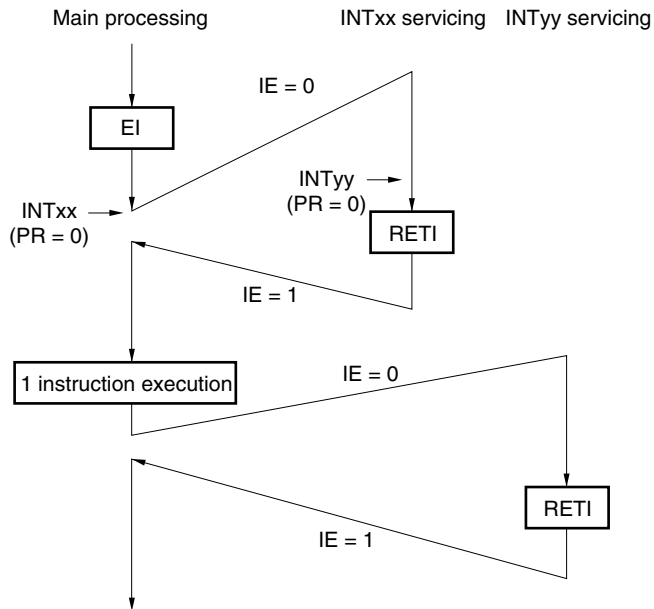 Main processing
INTxx servicing
INTyy servicing
IE = 0
EI
INTyy
(PR = 0)
INTxx
(PR = 0)
RETI
IE = 1
1 instruction execution
IE = 0
RETI
IE = 1